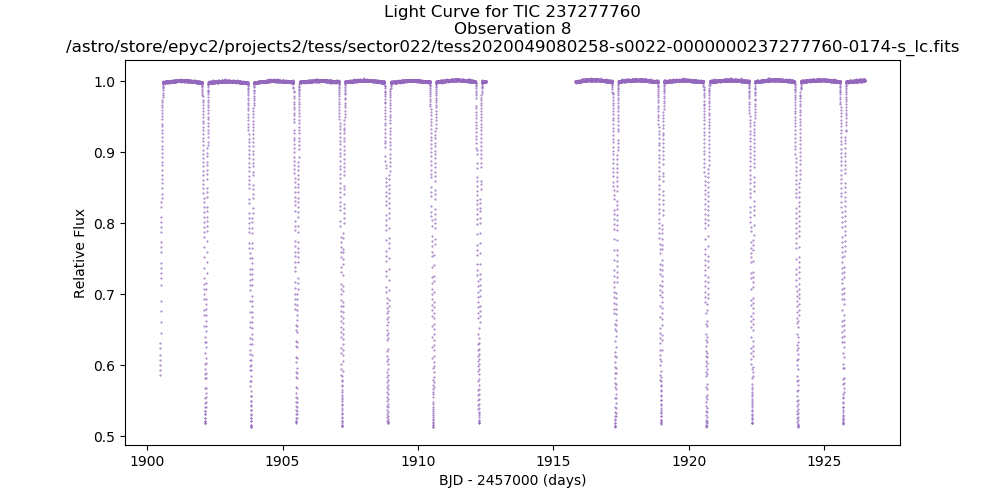 Light Curve for TIC 237277760
Observation 8
/astro/store/epyc2/projects2/tess/sector022/tess2020049080258-s0022-0000000237277760-0174-s_lc.fits
1.0
0.9
0.8
0.7
0.6
0.5
Relative Flux
1900 1905 1910 1915 1920 1925
BJD - 2457000 (days)